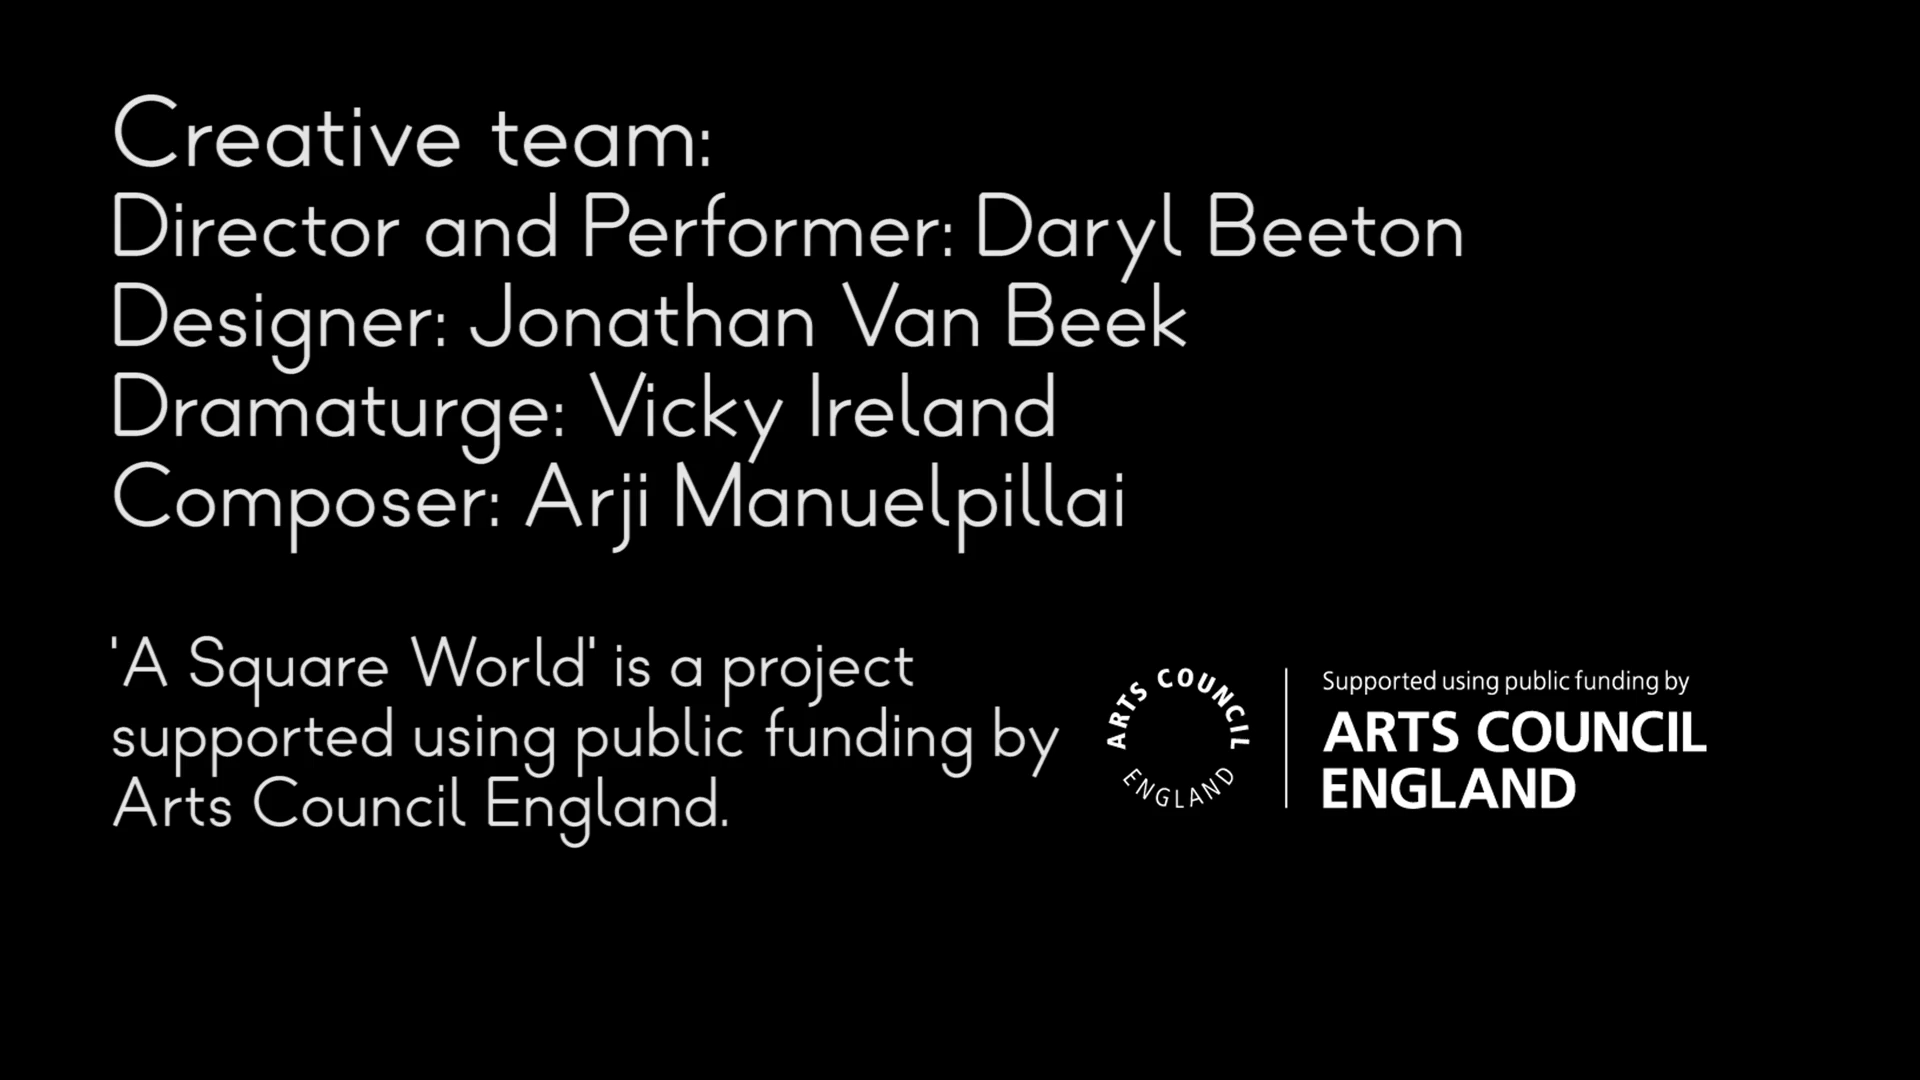 Creative team:
Director and Performer: Daryl Beeton
Designer: Jonathan Van Beek
Dramaturge: Vicky Ireland
Composer: Arji Manuelpillai
'A Square World' is a project
supported using public funding by
Arts Council England.
ARTS COUNCIL
ENGLAND
Supported using public funding by
ARTS COUNCIL
ENGLAND